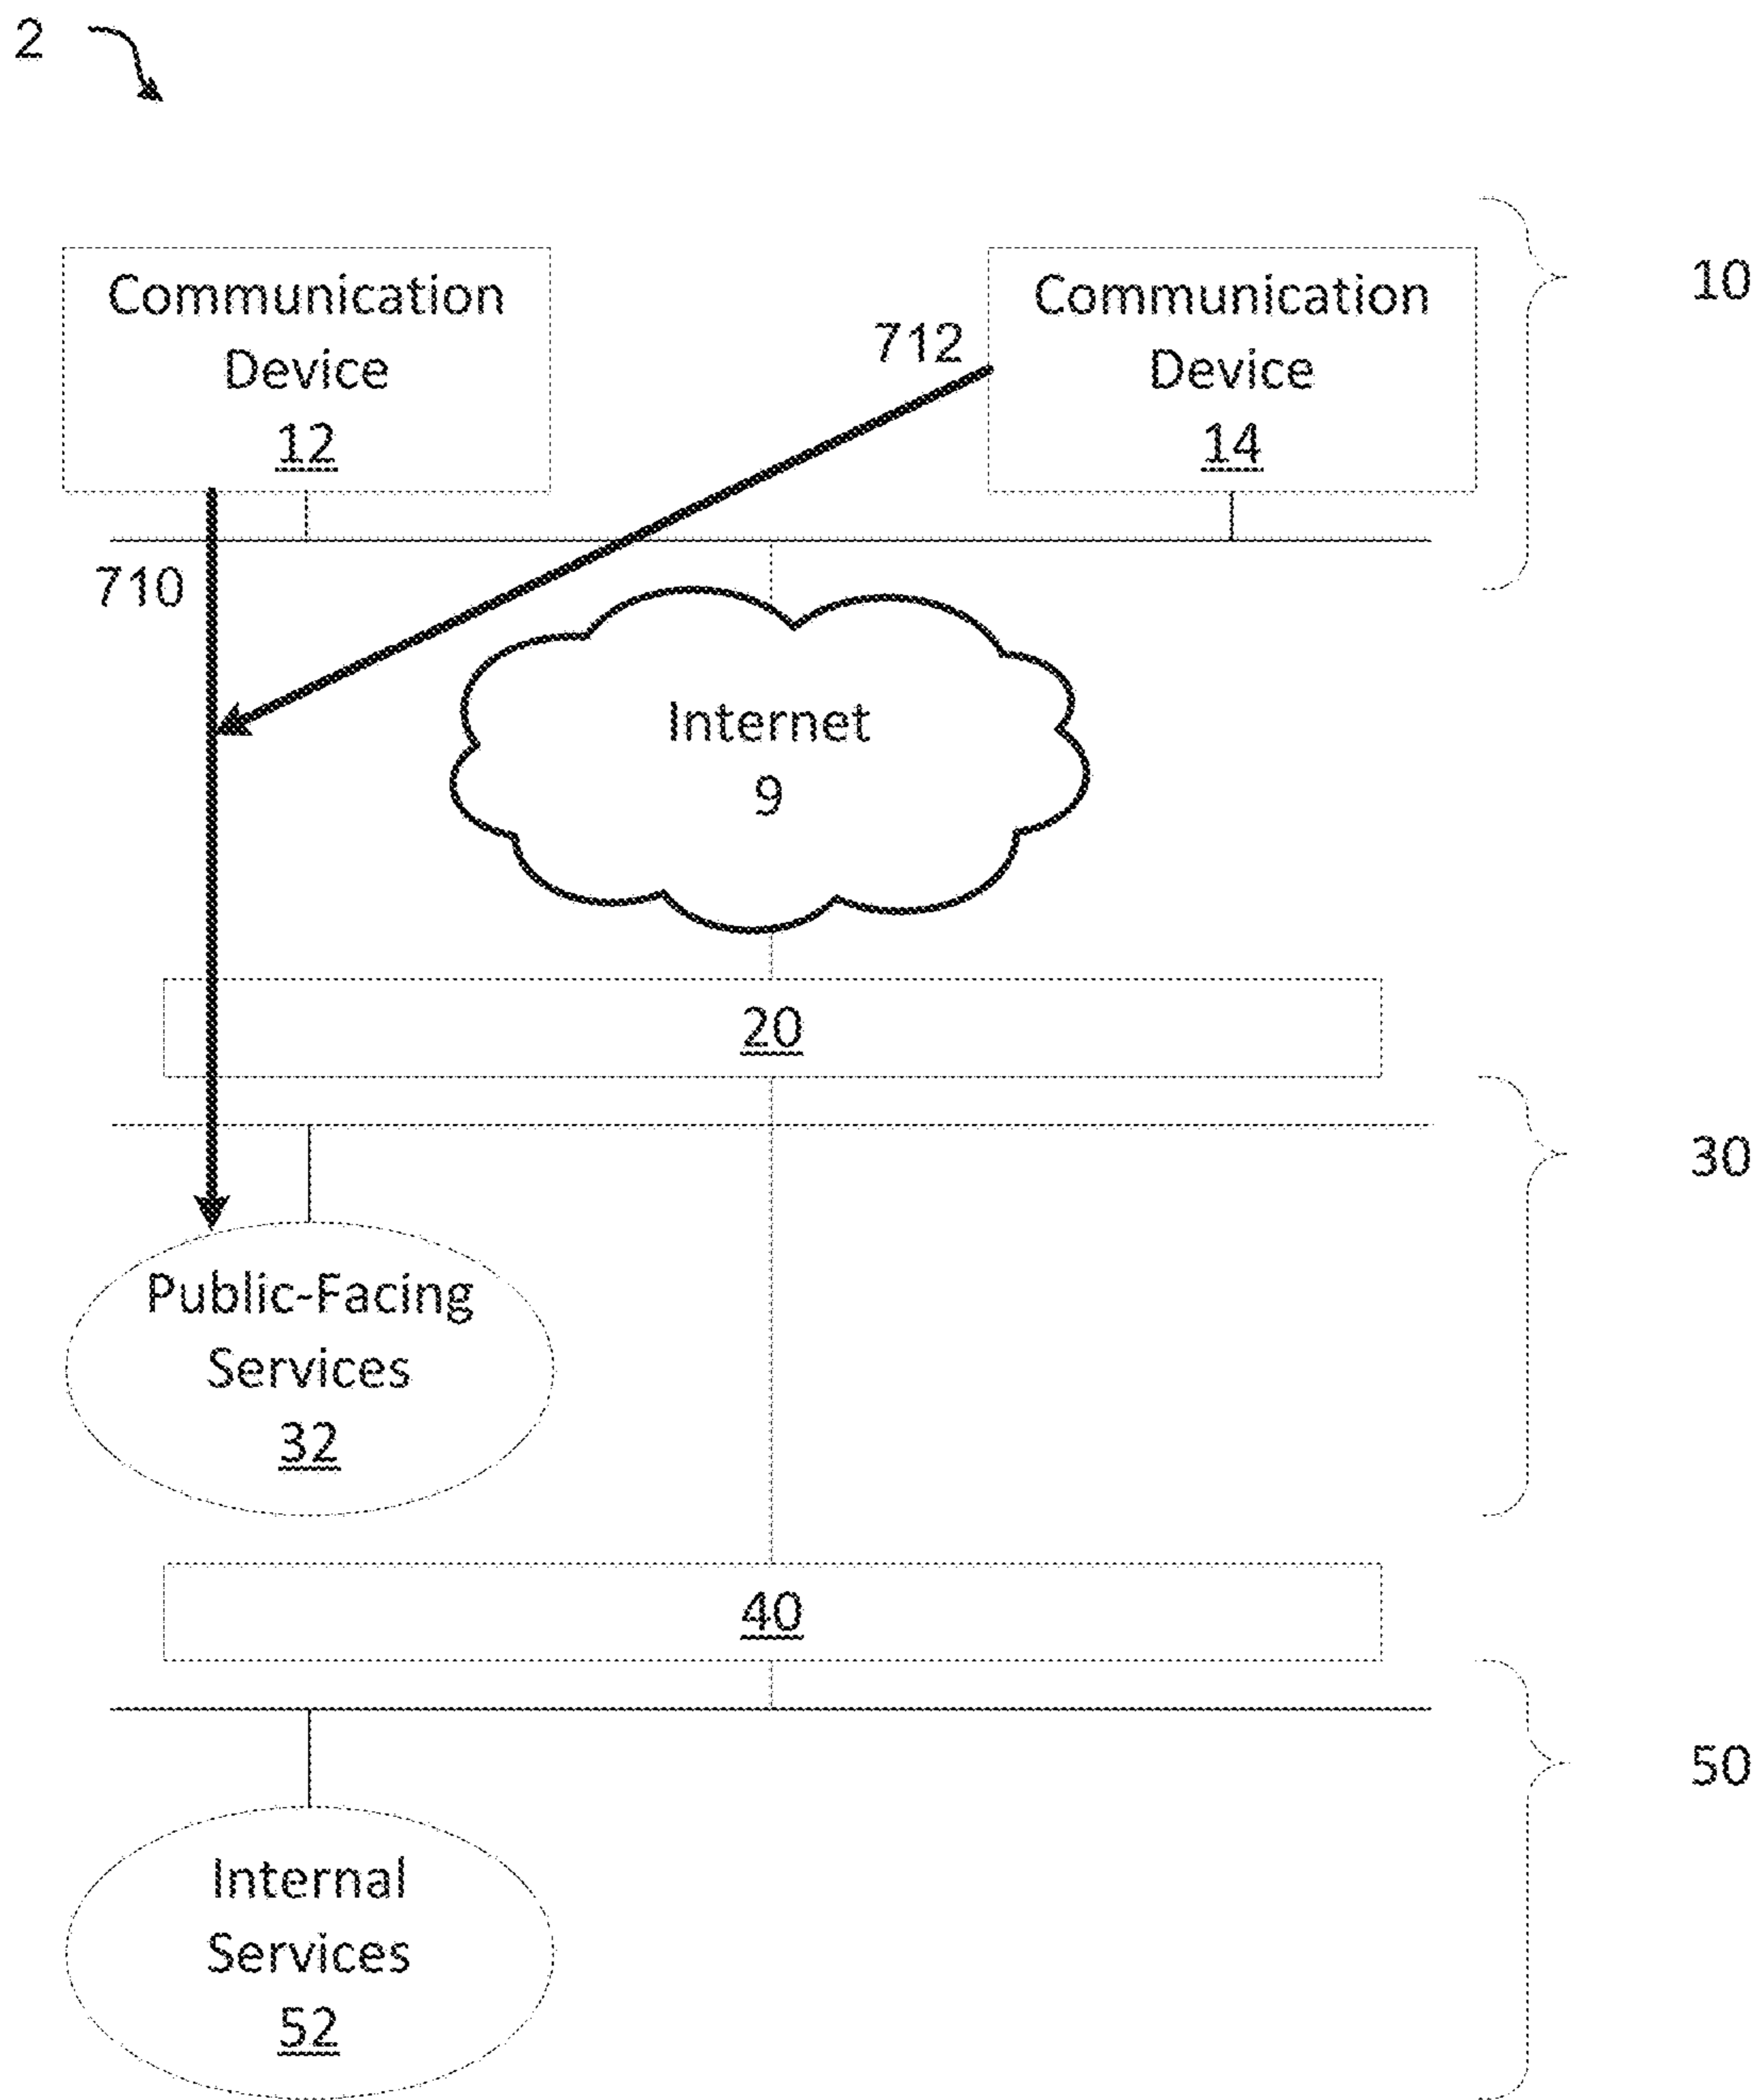 2
Communication
Device
12
Communication
Device
14
10
712
710
Internet
9
20
30
Public-Facing
Services
32
40
50
Internal
Services
52